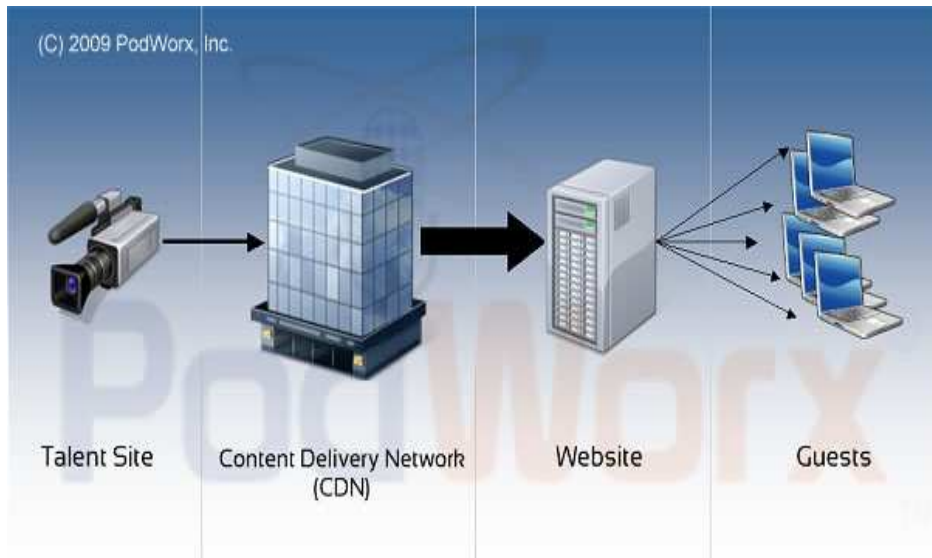 (C) 2009 PodWorx, Inc.
PodWorx
Talent Site
Content Delivery Network
(CDN)
Website
Guests